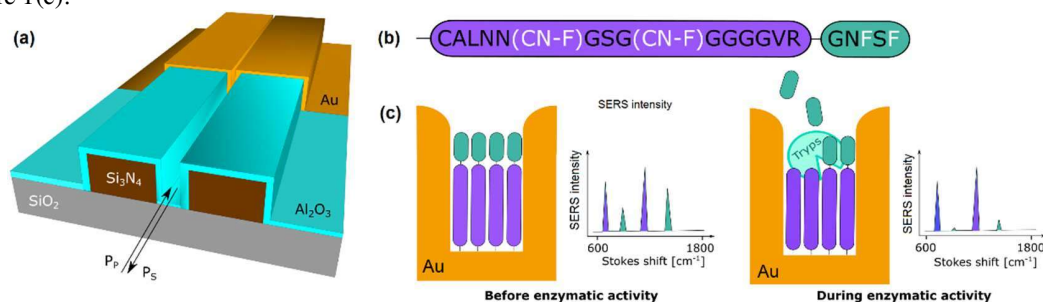 (a)
Au
Si3N4
SiO2
Al2O3
PP
PS
(b)
CALNN(CN-F)GSG(CN-F)GGGGVR
GNFSF
(c)
SERS intensity
Au
SERS intensity
600
1800
Stokes shift [cm⁻¹]
Before enzymatic activity
Tryps
Au
SERS intensity
600
1800
Stokes shift [cm⁻¹]
During enzymatic activity